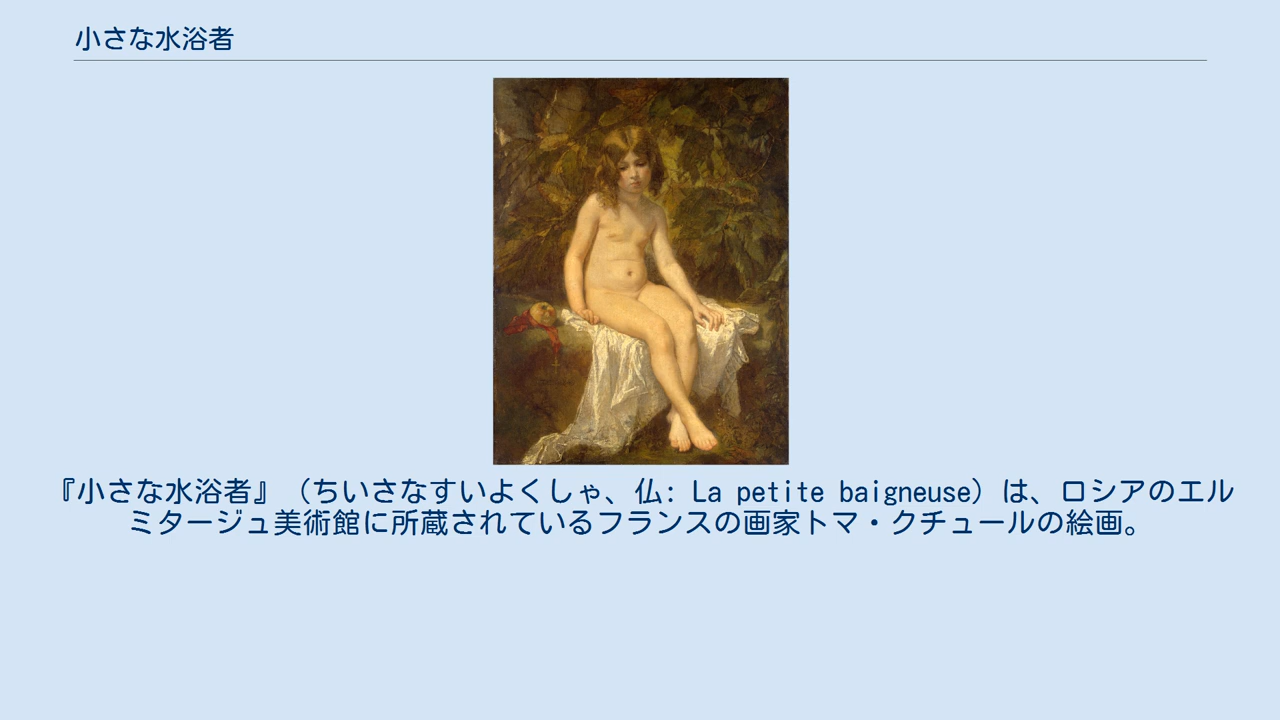 小さな水浴者
『小さな水浴者』（ちいさなすいよくしゃ、仏: La petite baigneuse）は、ロシアのエル
ミタージュ美術館に所蔵されているフランスの画家トマ・クチュールの絵画。